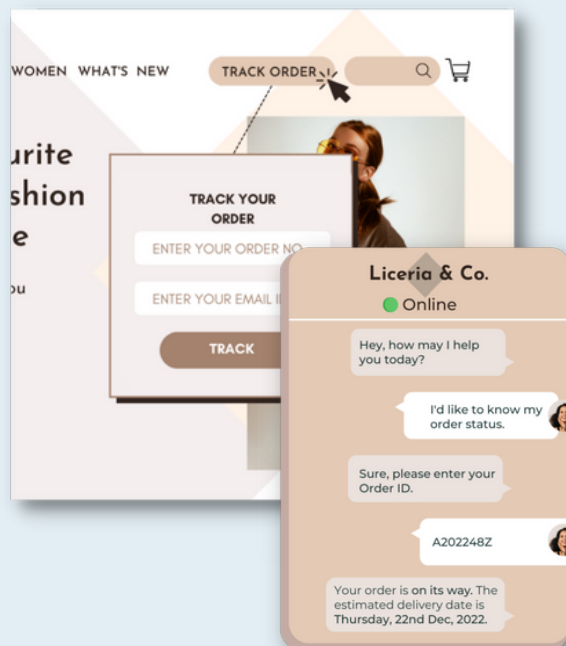 WOMEN WHAT'S NEW
TRACK ORDER
urite
shion
e
ou
TRACK YOUR
ORDER
ENTER YOUR ORDER NO
ENTER YOUR EMAIL I
TRACK
Liceria & Co.
Online
Hey, how may I help
you today?
I'd like to know my
order status.
Sure, please enter your
Order ID.
A202248Z
Your order is on its way. The
estimated delivery date is
Thursday, 22nd Dec, 2022.